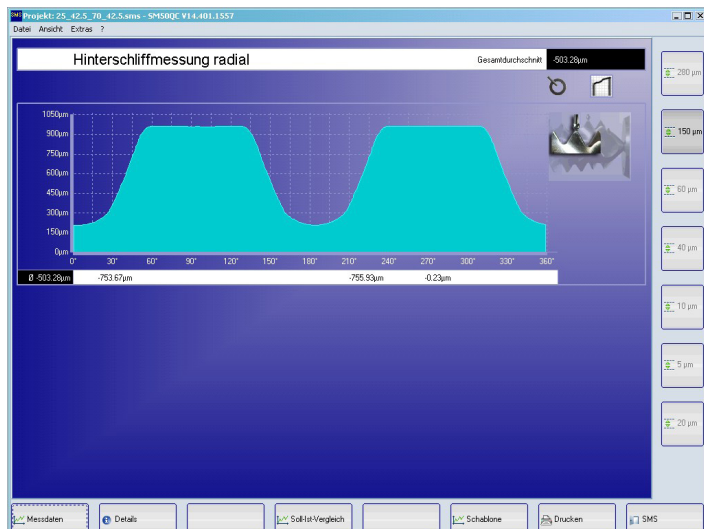 SMS Projekt: 25_42.5_70_42.5.sms - SMS0QC V14.401.1557
Datei Ansicht Extras ?
Hinterschliffmessung radial
Gesamtdurchschnitt -503.28µm
280 µm
150 µm
60 µm
40 µm
10 µm
5 µm
20 µm
1050µm
900µm
750µm
600µm
450µm
300µm
150µm
0µm
0° 30° 60° 90° 120° 150° 180° 210° 240° 270° 300° 330° 360°
Ø -503.28µm -753.67µm -755.93µm -0.23µm
Messdaten Details Soll-Ist-Vergleich Schablone Drucken SMS